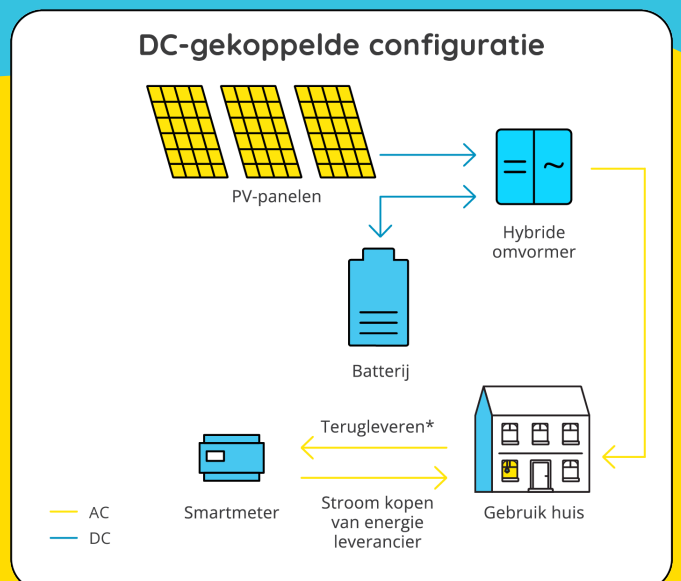 DC-gekoppelde configuratie
PV-panelen
Hybride
omvormer
Batterij
Terugleveren*
Smartmeter
Stroom kopen
van energie
leverancier
Gebruik huis
AC
DC